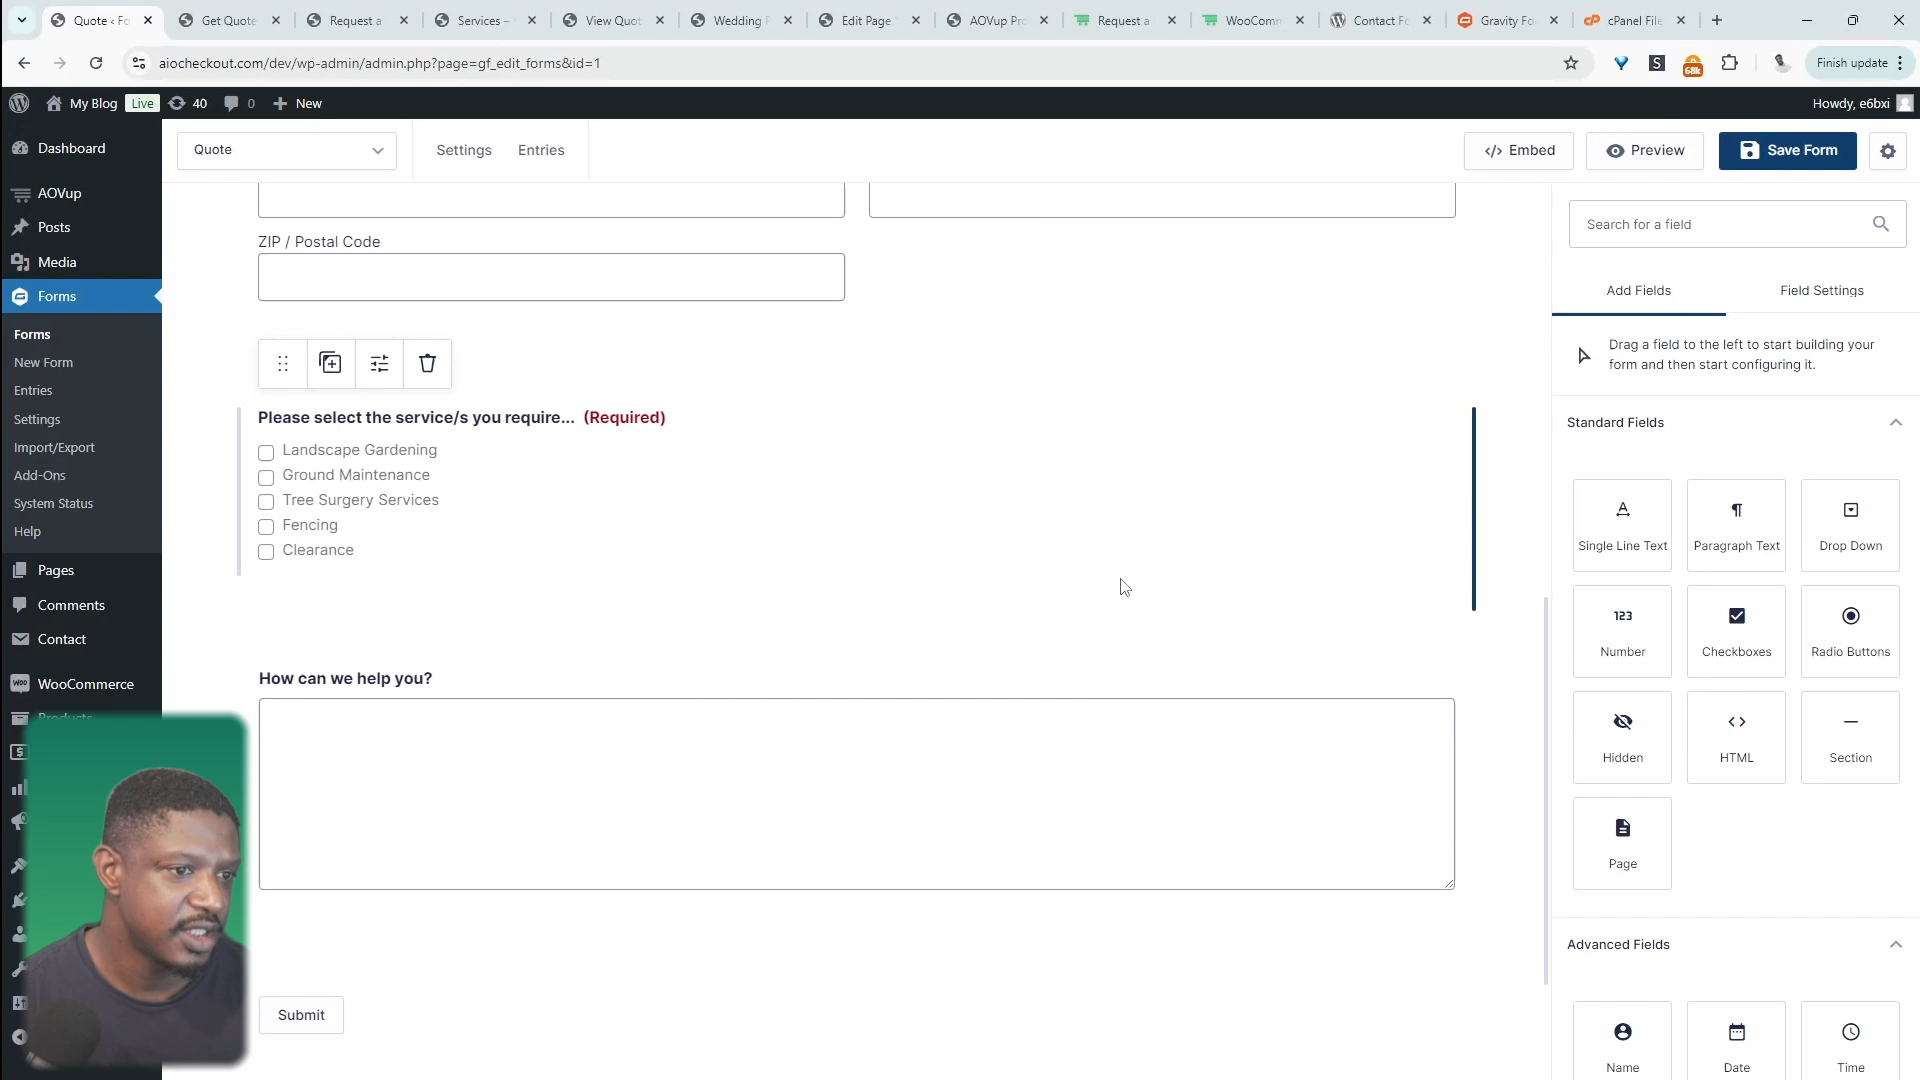 Quote ‹ Fo
Get Quote
Request a
Services –
View Quot
Wedding P
Edit Page "
AOVup Pro
Request a
WooComm
Contact Fo
Gravity Fo
cPanel File
aiocheckout.com/dev/wp-admin/admin.php?page=gf_edit_forms&id=1
S
68k
Finish update
My Blog
Live
40
0
New
Howdy, e6bxi
Dashboard
AOVup
Posts
Media
Forms
Forms
New Form
Entries
Settings
Import/Export
Add-Ons
System Status
Help
Pages
Comments
Contact
WooCommerce
Products
Quote
Settings
Entries
Embed
Preview
Save Form
ZIP / Postal Code
Please select the service/s you require... (Required)
Landscape Gardening
Ground Maintenance
Tree Surgery Services
Fencing
Clearance
How can we help you?
Submit
Search for a field
Add Fields
Field Settings
Drag a field to the left to start building your
form and then start configuring it.
Standard Fields
Single Line Text
Paragraph Text
Drop Down
123
Number
Checkboxes
Radio Buttons
Hidden
HTML
Section
Page
Advanced Fields
Name
Date
Time